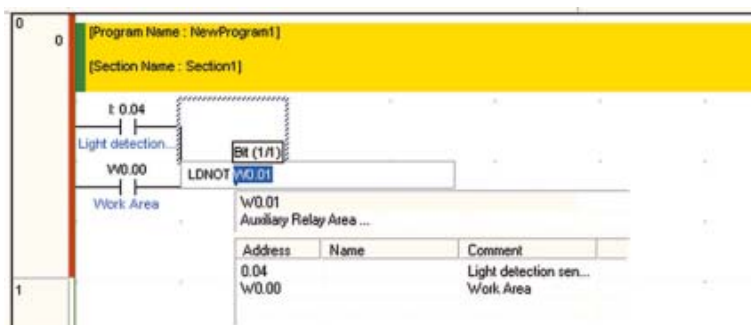 0
0
[Program Name : NewProgram1]
[Section Name : Section1]
I: 0.04
Light detection...
Bit (1/1)
W0.00
LDNOT W0.01
Work Area
W0.01
Auxiliary Relay Area ...
Address Name Comment
0.04 Light detection sen...
W0.00 Work Area
1